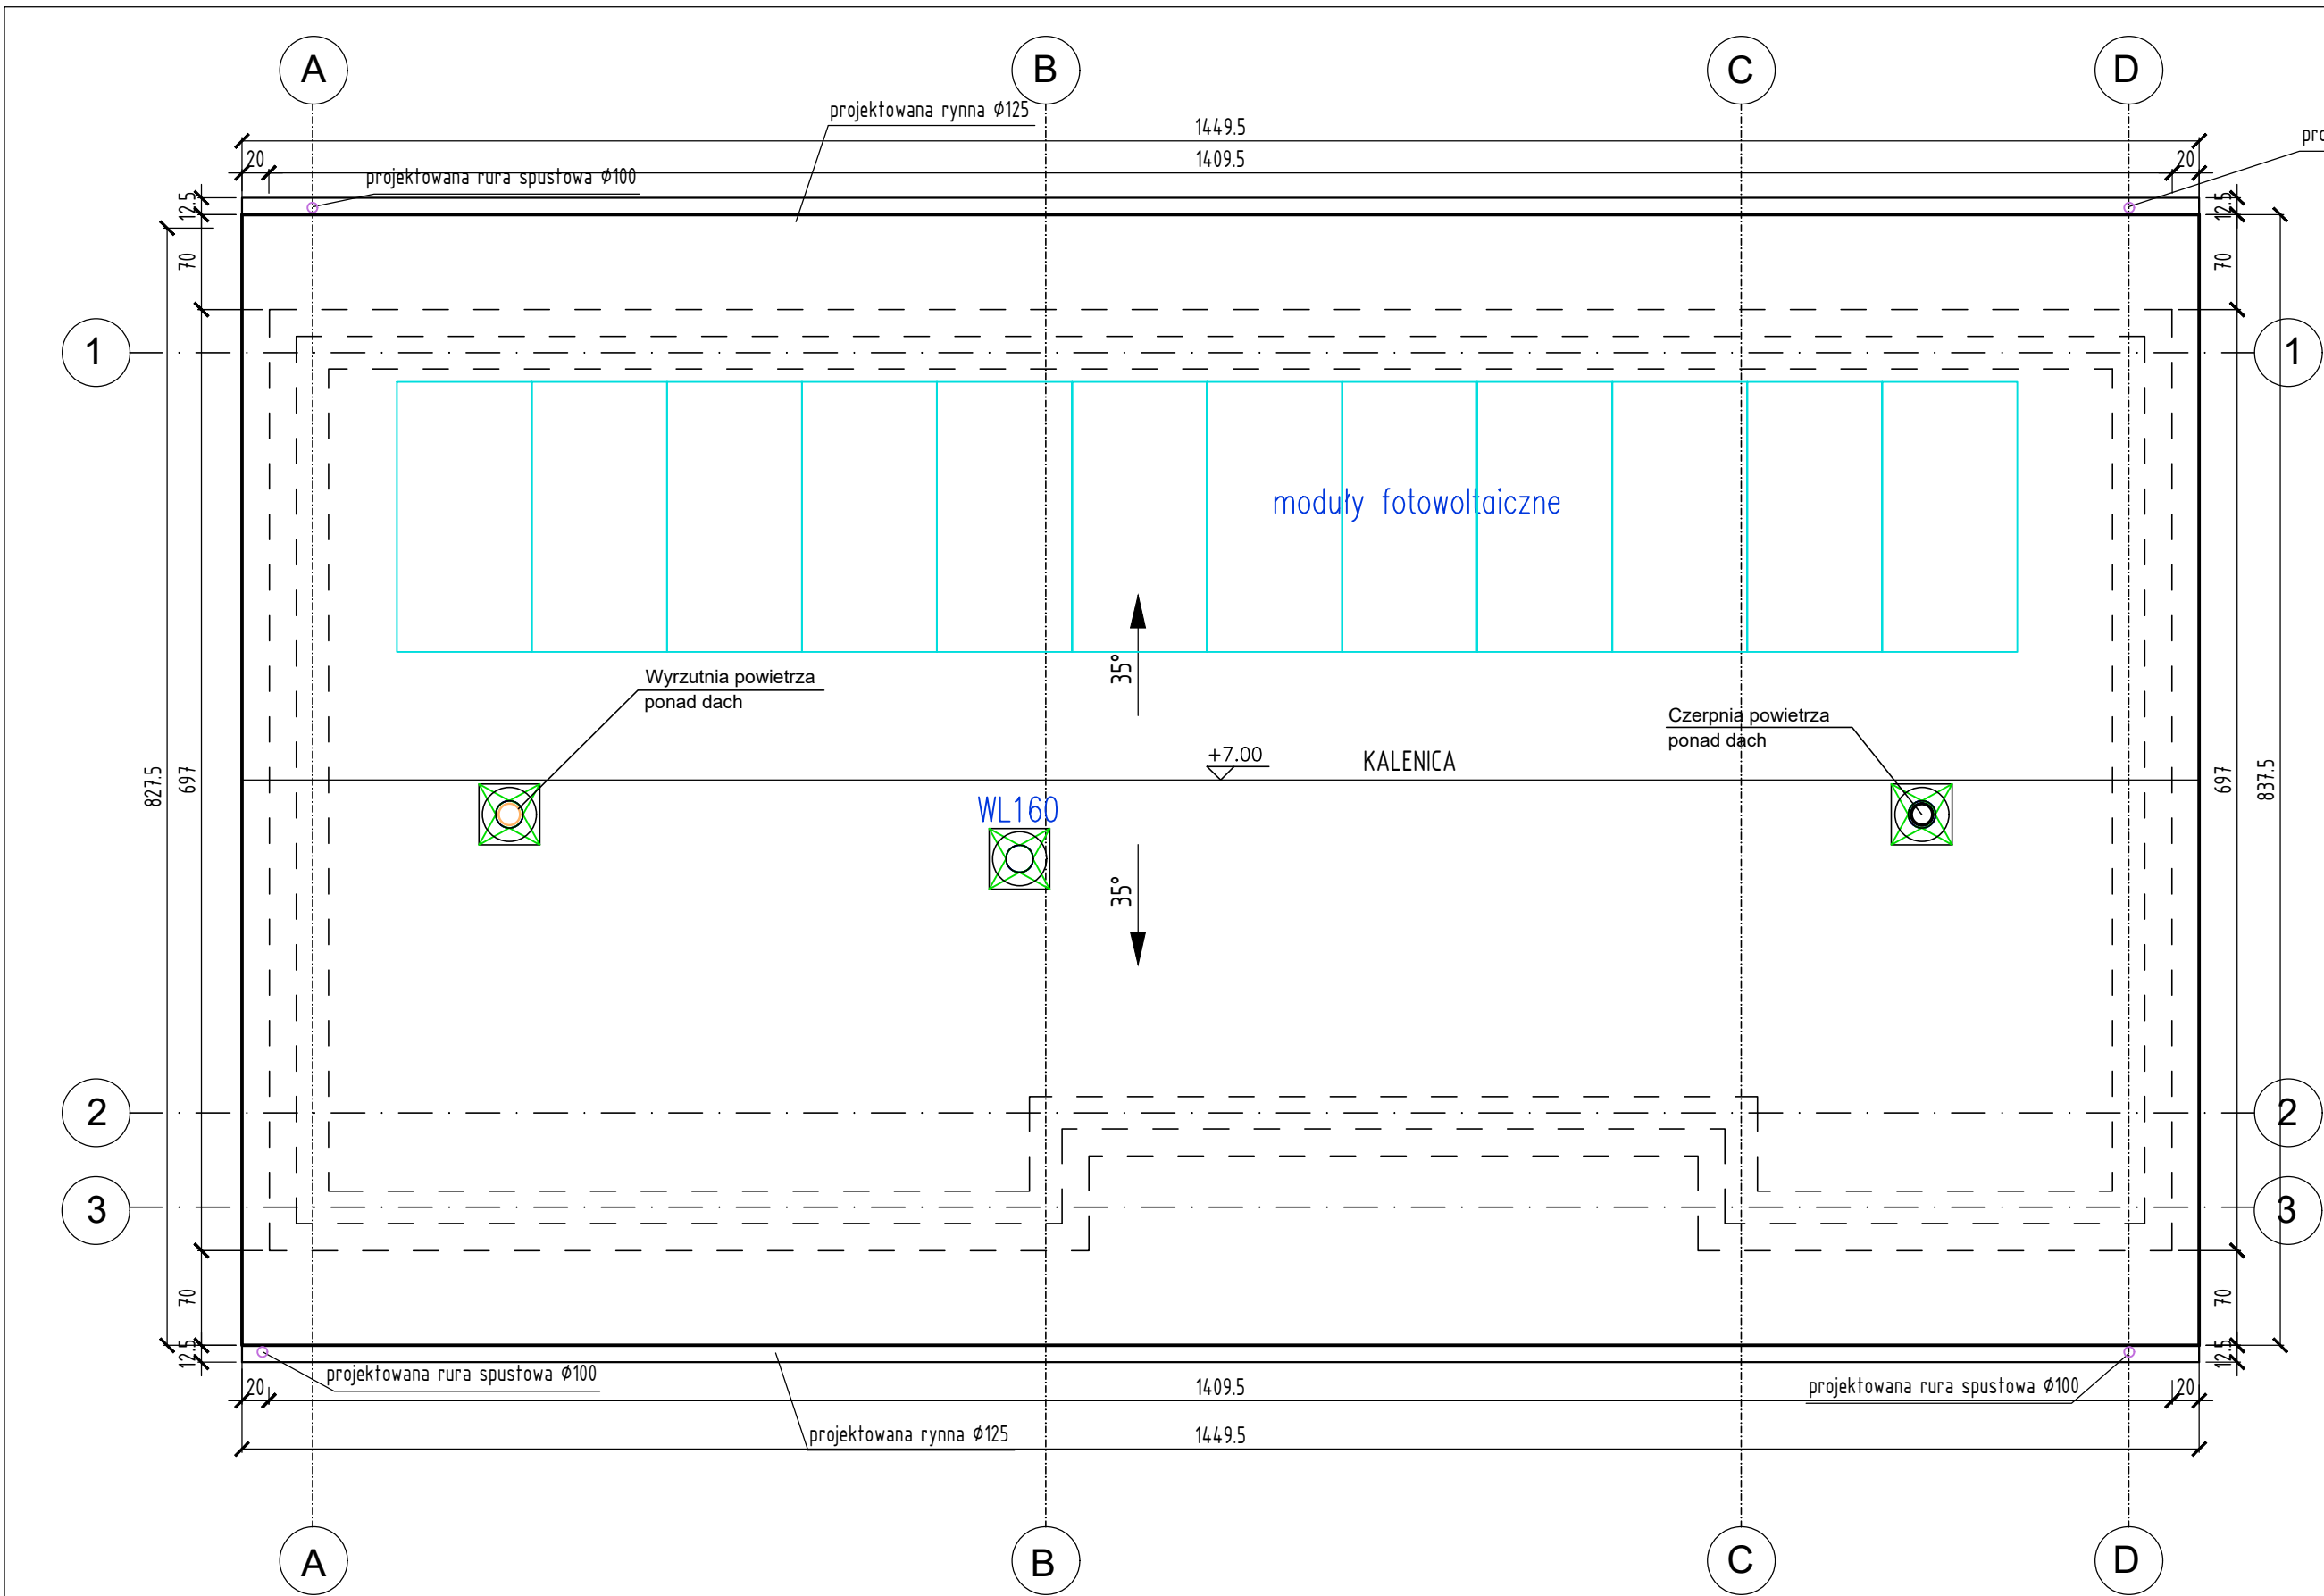 A
B
C
D
projektowana rynna ϕ125
1449.5
pro
20
1409.5
20
projektowana rura spustowa ϕ100
12.5
12.5
70
70
1
1
moduły fotowoltaiczne
35°
Wyrzutnia powietrza
ponad dach
Czerpnia powietrza
ponad dach
+7.00
KALENICA
827.5
697
697
837.5
WL160
35°
2
2
3
3
70
70
12.5
12.5
projektowana rura spustowa ϕ100
20
1409.5
projektowana rura spustowa ϕ100
20
projektowana rynna ϕ125
1449.5
A
B
C
D